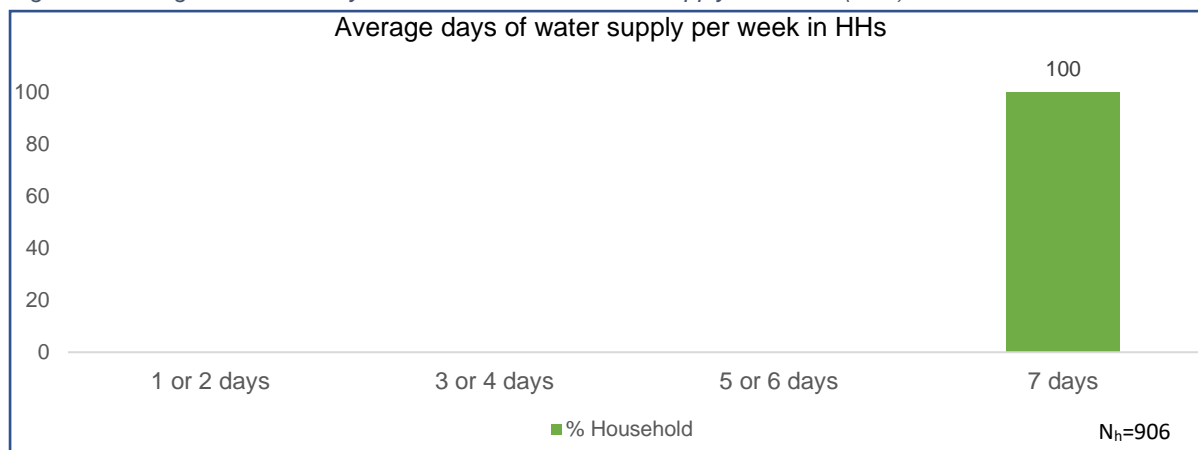 Average days of water supply per week in HHs
100
100
80
60
40
20
0
1 or 2 days
3 or 4 days
5 or 6 days
7 days
% Household
Nh=906